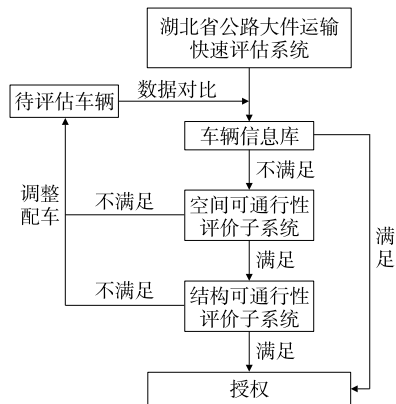 湖北省公路大件运输
快速评估系统
待评估车辆
数据对比
车辆信息库
不满足
调整
配车
不满足
空间可通行性
评价子系统
满
足
满足
不满足
结构可通行性
评价子系统
满足
授权